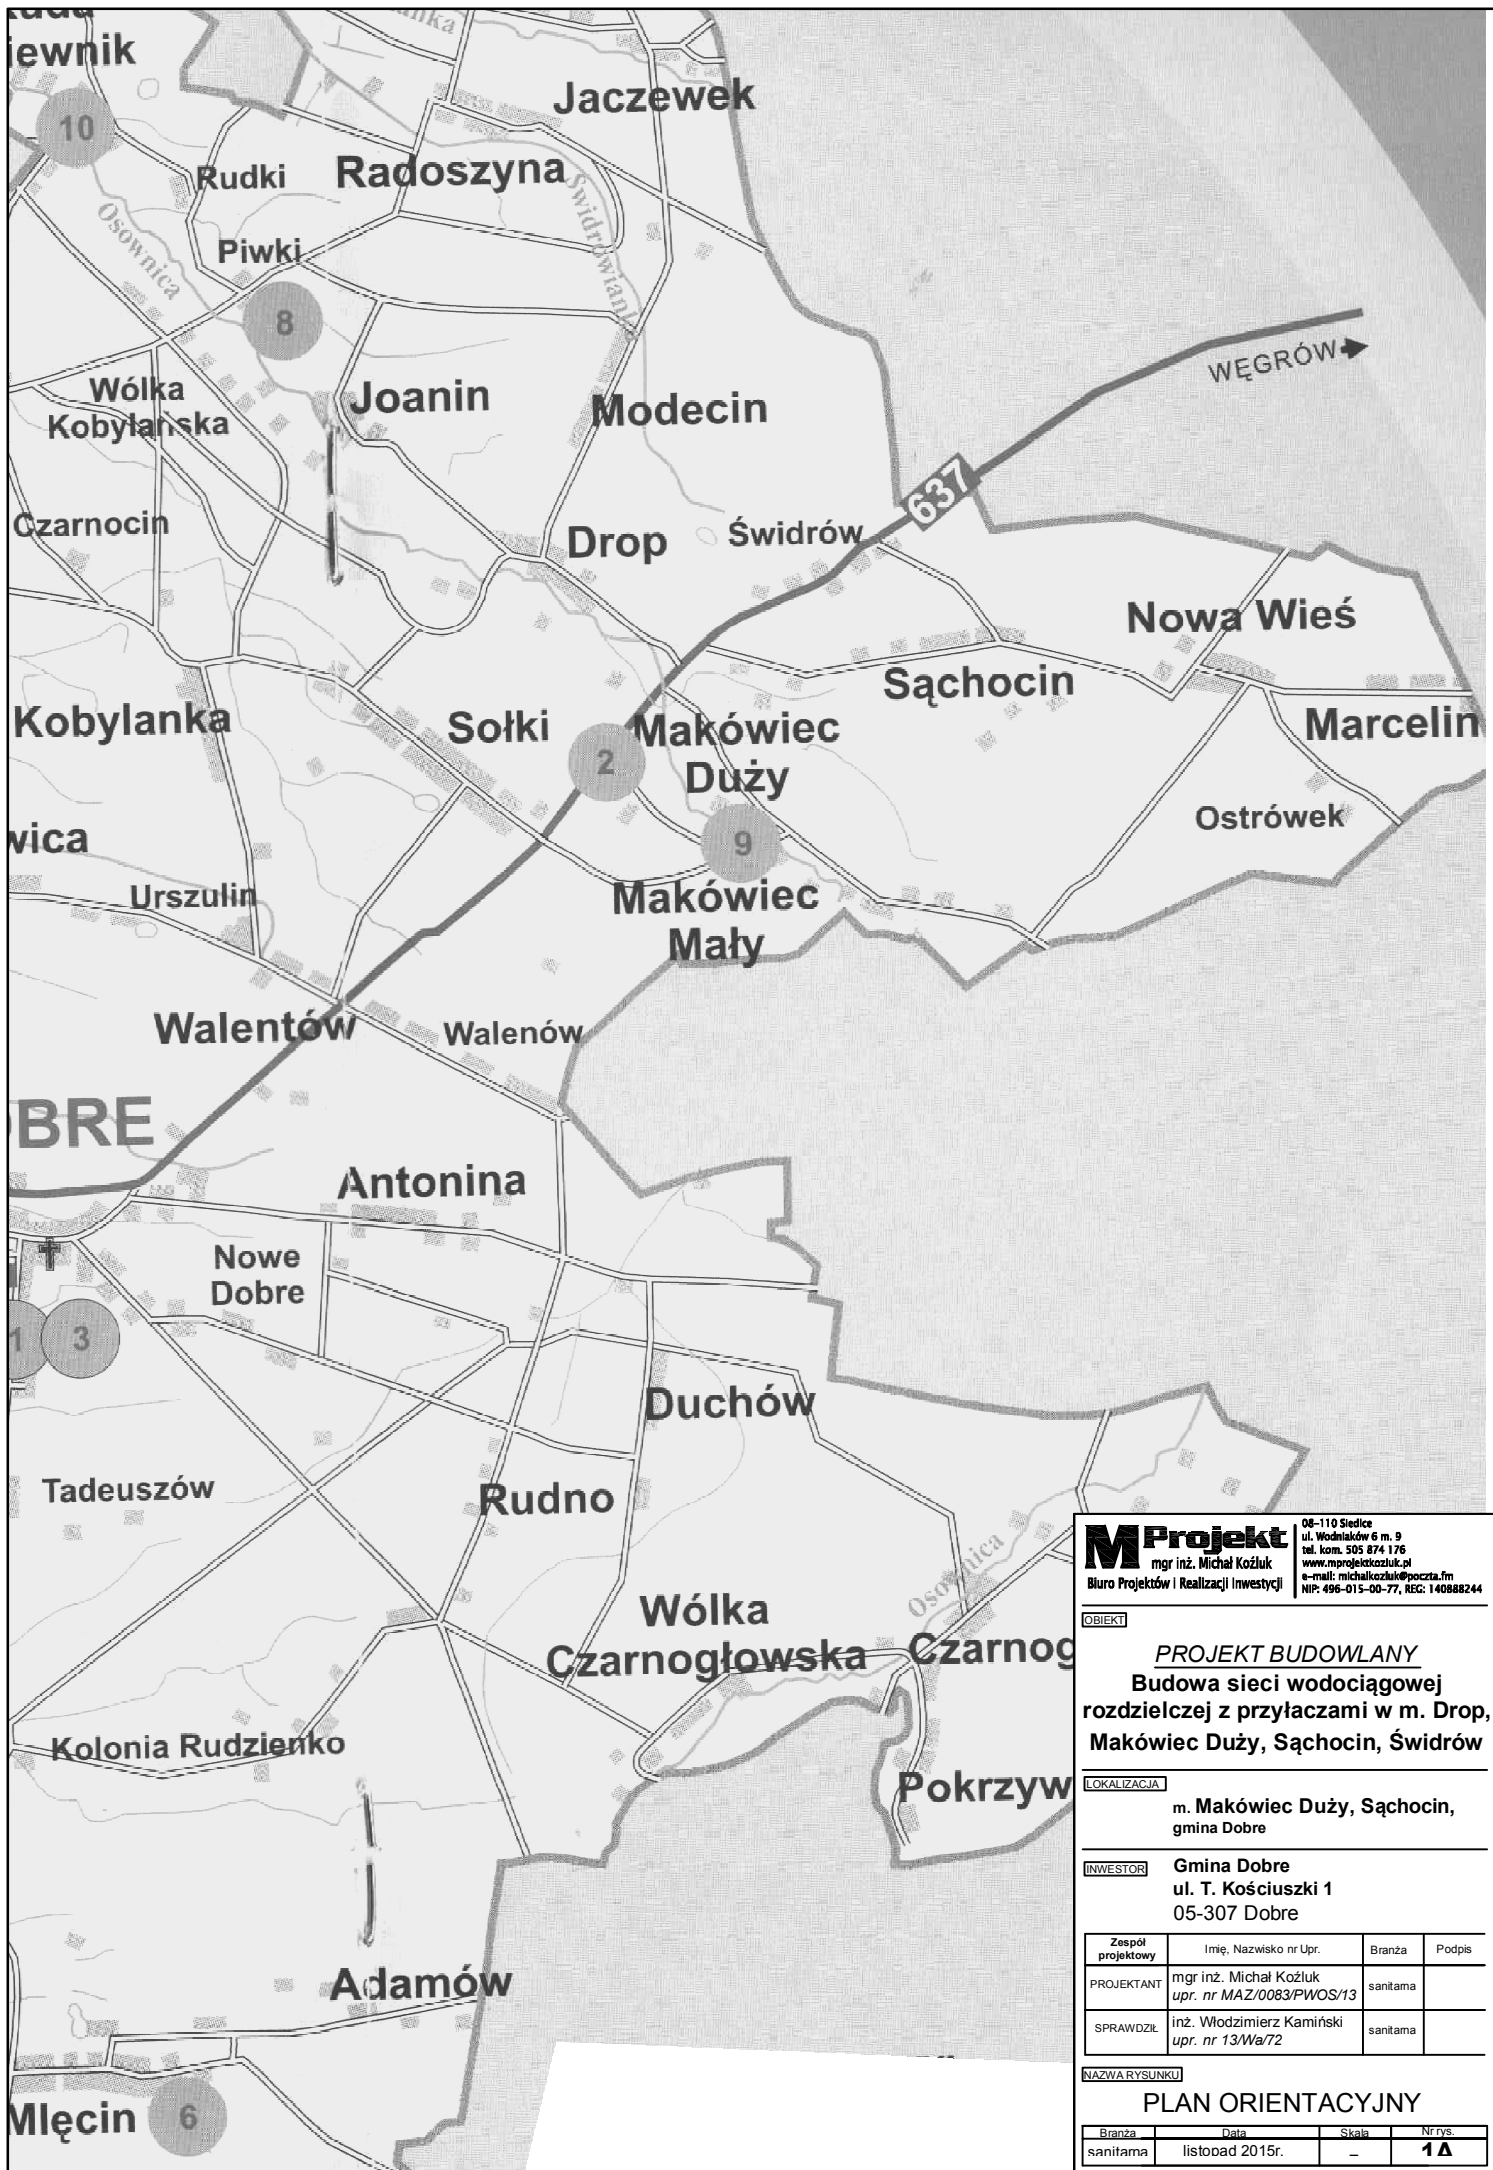 iewnik
10
Jaczewek
Rudki
Radoszyna
Osownica
Piwki
8
WĘGRÓW
Wólka
Kobylańska
Joanin
Modecin
637
Czarnocin
Drop
Świdrów
Nowa Wieś
Sąchocin
Kobylanka
Sołki
Makówiec
Duży
Marcelin
2
9
Ostrówek
wica
Urszulin
Makówiec
Mały
Walentów
Walenów
OBRE
Antonina
Nowe
Dobre
1
3
Duchów
Tadeuszów
Rudno
Osownica
Wólka
Czarnogłowska
Czarnog
Kolonia Rudzienko
Pokrzyw
Adamów
Mlęcin
6
M Projekt
mgr inż. Michał Koźluk
Biuro Projektów i Realizacji Inwestycji
08-110 Siedlce
ul. Wodniaków 6 m. 9
tel. kom. 505 874 176
www.mprojektkozluk.pl
e-mail: michalkozluk@poczta.fm
NIP: 496-015-00-77, REG: 140888244
OBIEKT
PROJEKT BUDOWLANY
Budowa sieci wodociągowej
rozdzielczej z przyłaczami w m. Drop,
Makówiec Duży, Sąchocin, Świdrów
LOKALIZACJA
m. Makówiec Duży, Sąchocin,
gmina Dobre
INWESTOR
Gmina Dobre
ul. T. Kościuszki 1
05-307 Dobre
Zespół projektowy Imię, Nazwisko nr Upr. Branża Podpis
PROJEKTANT mgr inż. Michał Koźluk sanitarna
upr. nr MAZ/0083/PWOS/13
SPRAWDZIŁ inż. Włodzimierz Kamiński sanitarna
upr. nr 13/Wa/72
NAZWA RYSUNKU
PLAN ORIENTACYJNY
Branża Data Skala Nr rys.
sanitarna listopad 2015r. – 1A